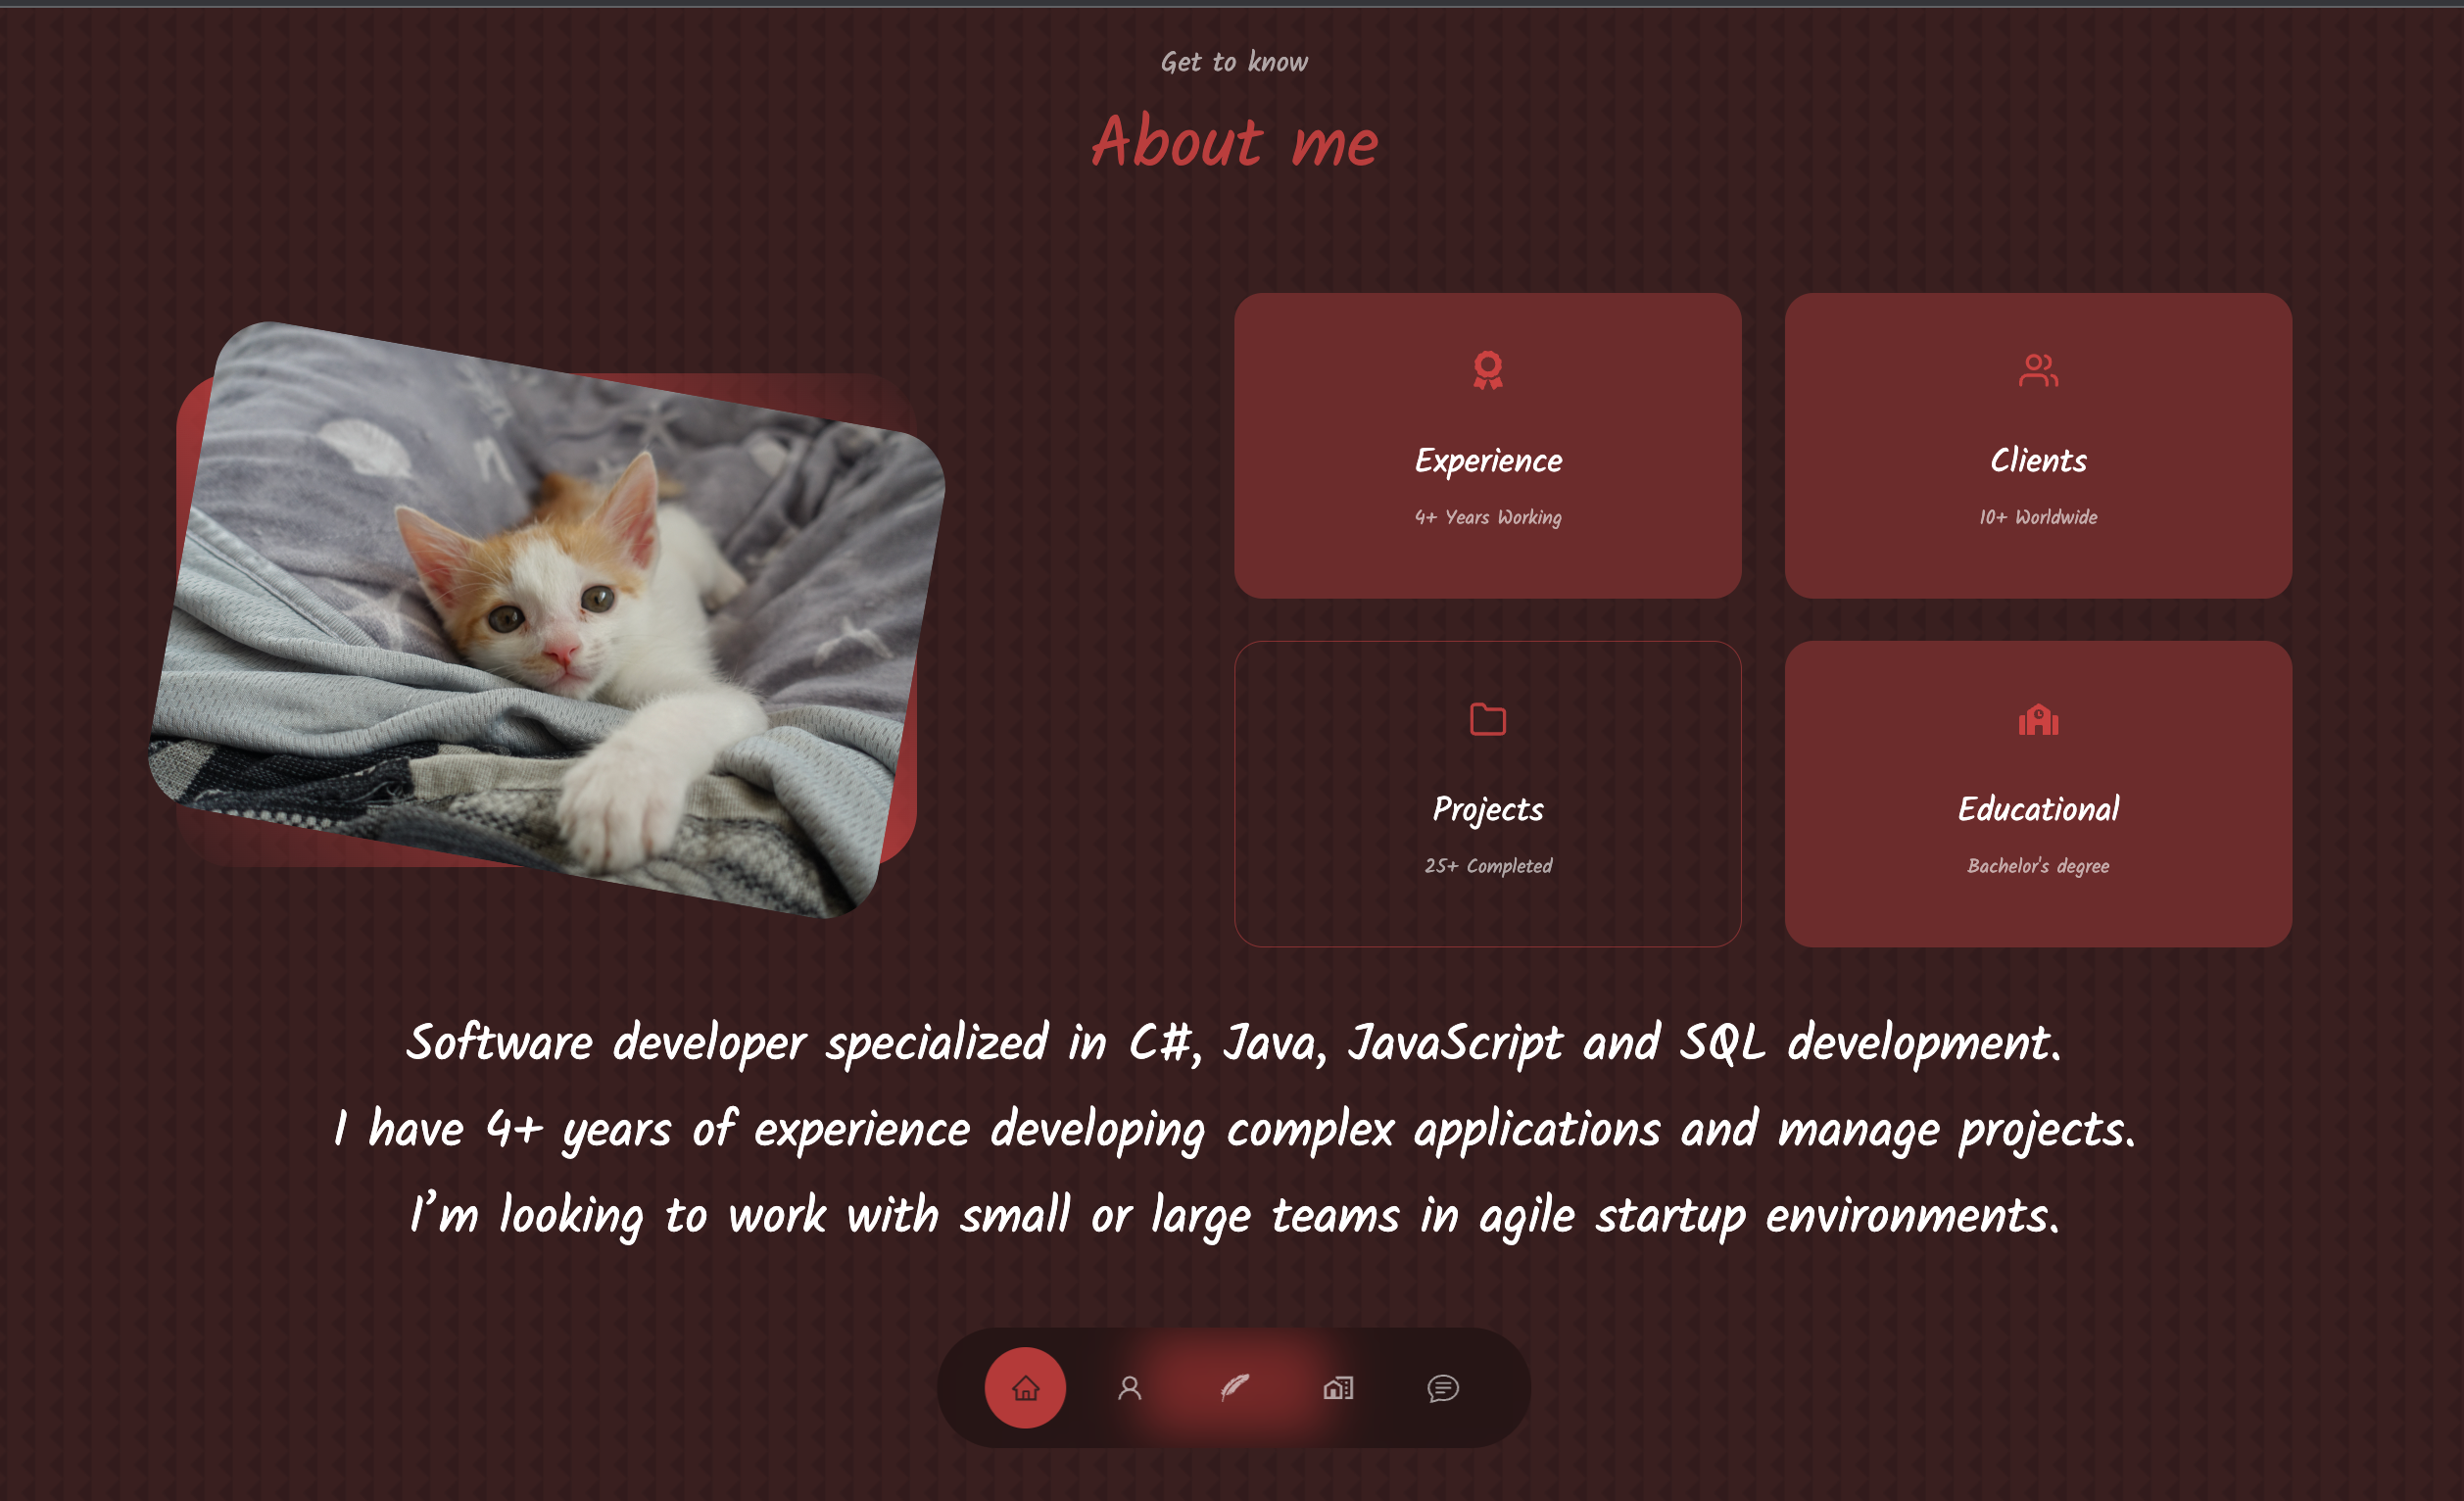 Get to know
About me
Experience
4+ Years Working
Clients
10+ Worldwide
Projects
25+ Completed
Educational
Bachelor's degree
Software developer specialized in C#, Java, JavaScript and SQL development.
I have 4+ years of experience developing complex applications and manage projects.
I’m looking to work with small or large teams in agile startup environments.